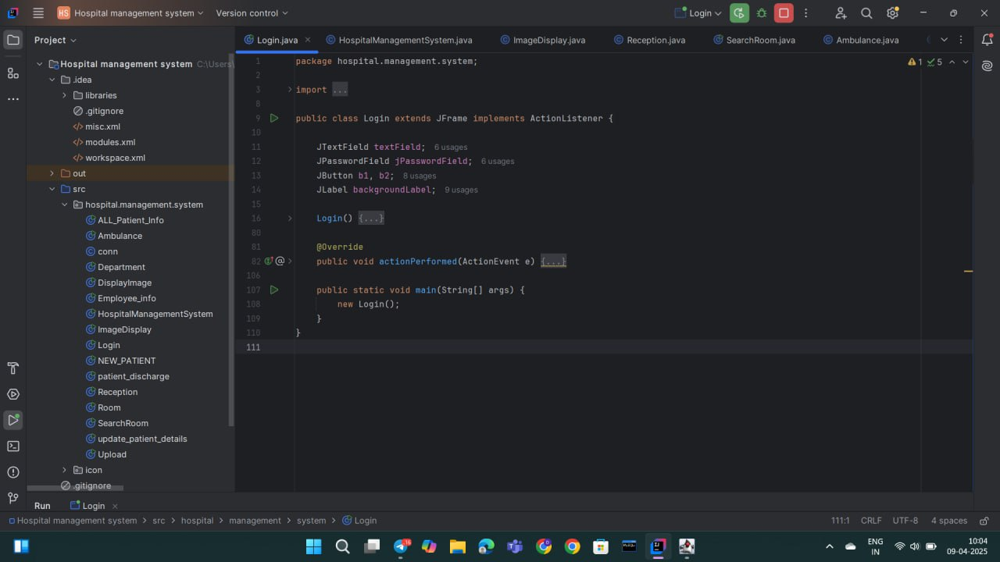 HS Hospital management system Version control Login
Project
Login.java HospitalManagementSystem.java ImageDisplay.java Reception.java SearchRoom.java Ambulance.java
Hospital management system C:\Users\
.idea
libraries
.gitignore
misc.xml
modules.xml
workspace.xml
out
src
hospital.management.system
ALL_Patient_Info
Ambulance
conn
Department
DisplayImage
Employee_info
HospitalManagementSystem
ImageDisplay
Login
NEW_PATIENT
patient_discharge
Reception
Room
SearchRoom
update_patient_details
Upload
icon
.gitignore
1 package hospital.management.system;
2
3 import ...
8
9 public class Login extends JFrame implements ActionListener {
10
11 JTextField textField; 6 usages
12 JPasswordField jPasswordField; 6 usages
13 JButton b1, b2; 8 usages
14 JLabel backgroundLabel; 9 usages
15
16 Login() {...}
80
81 @Override
82 public void actionPerformed(ActionEvent e) {...}
106
107 public static void main(String[] args) {
108 new Login();
109 }
110 }
111
1 5
Run Login
Hospital management system src hospital management system Login
111:1 CRLF UTF-8 4 spaces
ENG
IN
10:04
09-04-2025